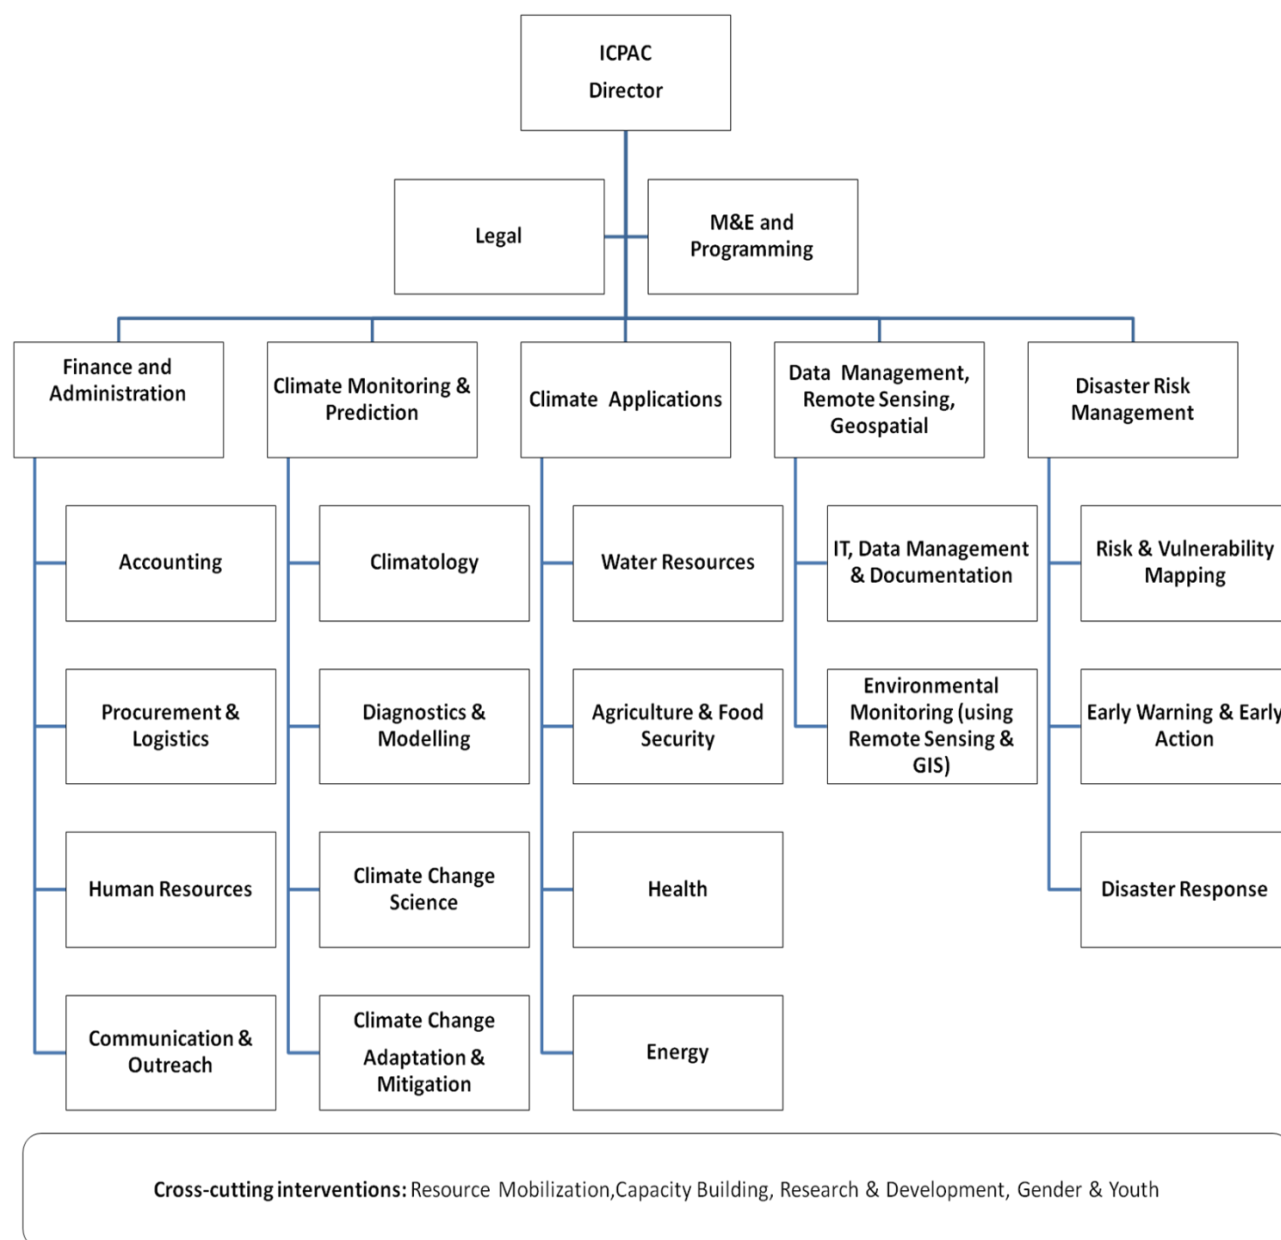 ICPAC
Director
Legal
M&E and
Programming
Finance and
Administration
Climate Monitoring &
Prediction
Climate Applications
Data Management,
Remote Sensing,
Geospatial
Disaster Risk
Management
Accounting
Climatology
Water Resources
IT, Data Management
& Documentation
Risk & Vulnerability
Mapping
Procurement &
Logistics
Diagnostics &
Modelling
Agriculture & Food
Security
Environmental
Monitoring (using
Remote Sensing &
GIS)
Early Warning & Early
Action
Human Resources
Climate Change
Science
Health
Disaster Response
Communication &
Outreach
Climate Change
Adaptation &
Mitigation
Energy
Cross-cutting interventions: Resource Mobilization,Capacity Building, Research & Development, Gender & Youth